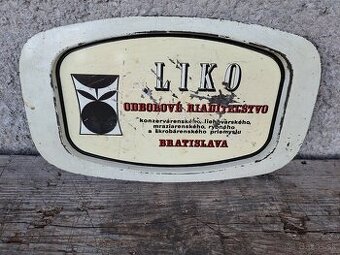 LIKO
ODBOROVÉ RIADITEĽSTVO
konzervárenského, liehovarského,
mraziarenského, rybného
a škrobárenského priemyslu
BRATISLAVA